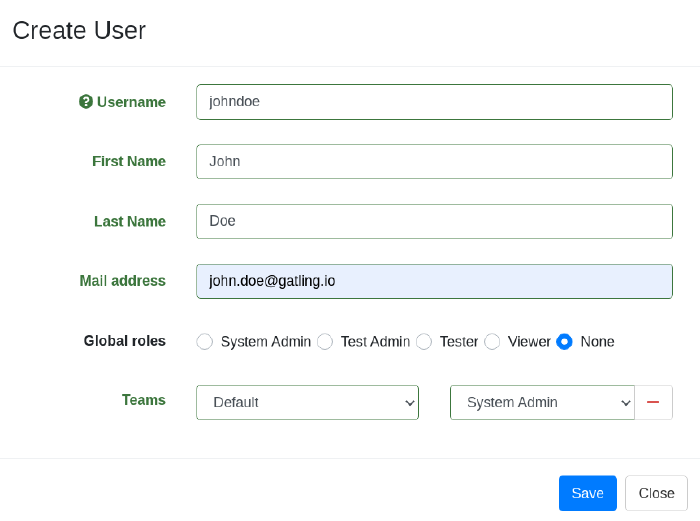 Create User
Username
johndoe
First Name
John
Last Name
Doe
Mail address
john.doe@gatling.io
Global roles
System Admin Test Admin Tester Viewer None
Teams
Default
System Admin
Save Close